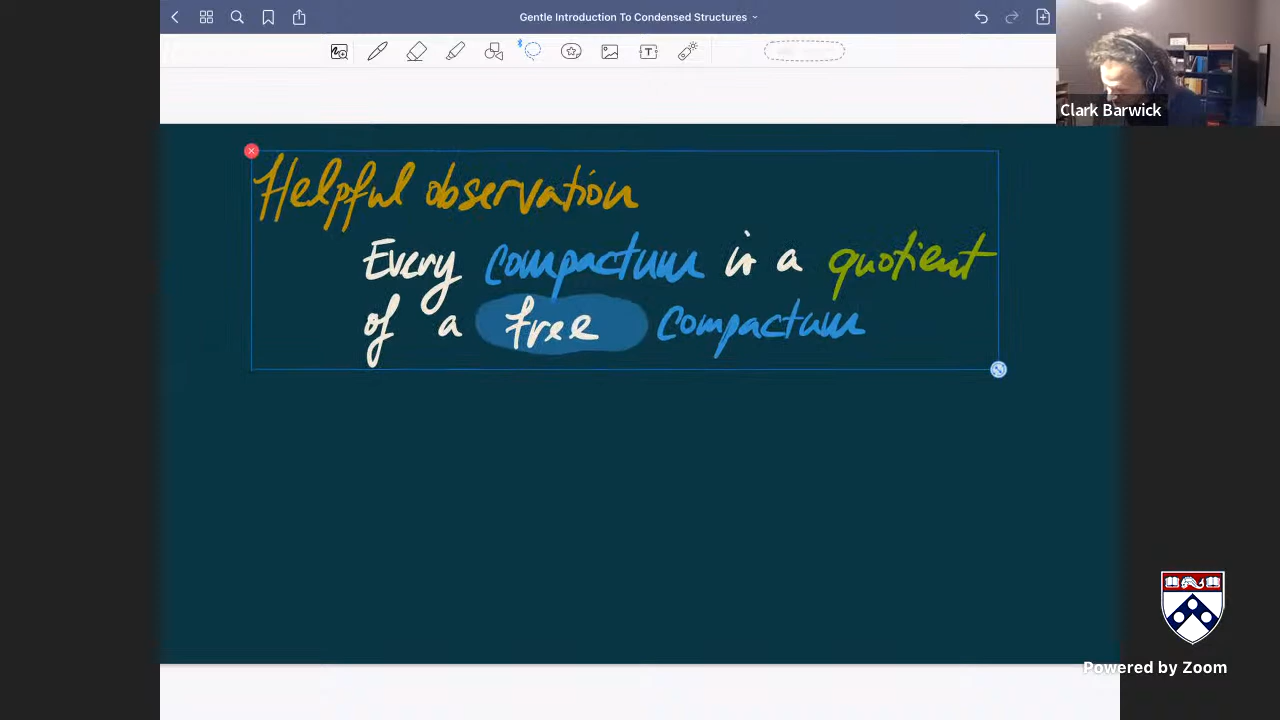 Gentle Introduction To Condensed Structures
Clark Barwick
Helpful observation
Every compactum is a quotient
of a free compactum
Powered by Zoom